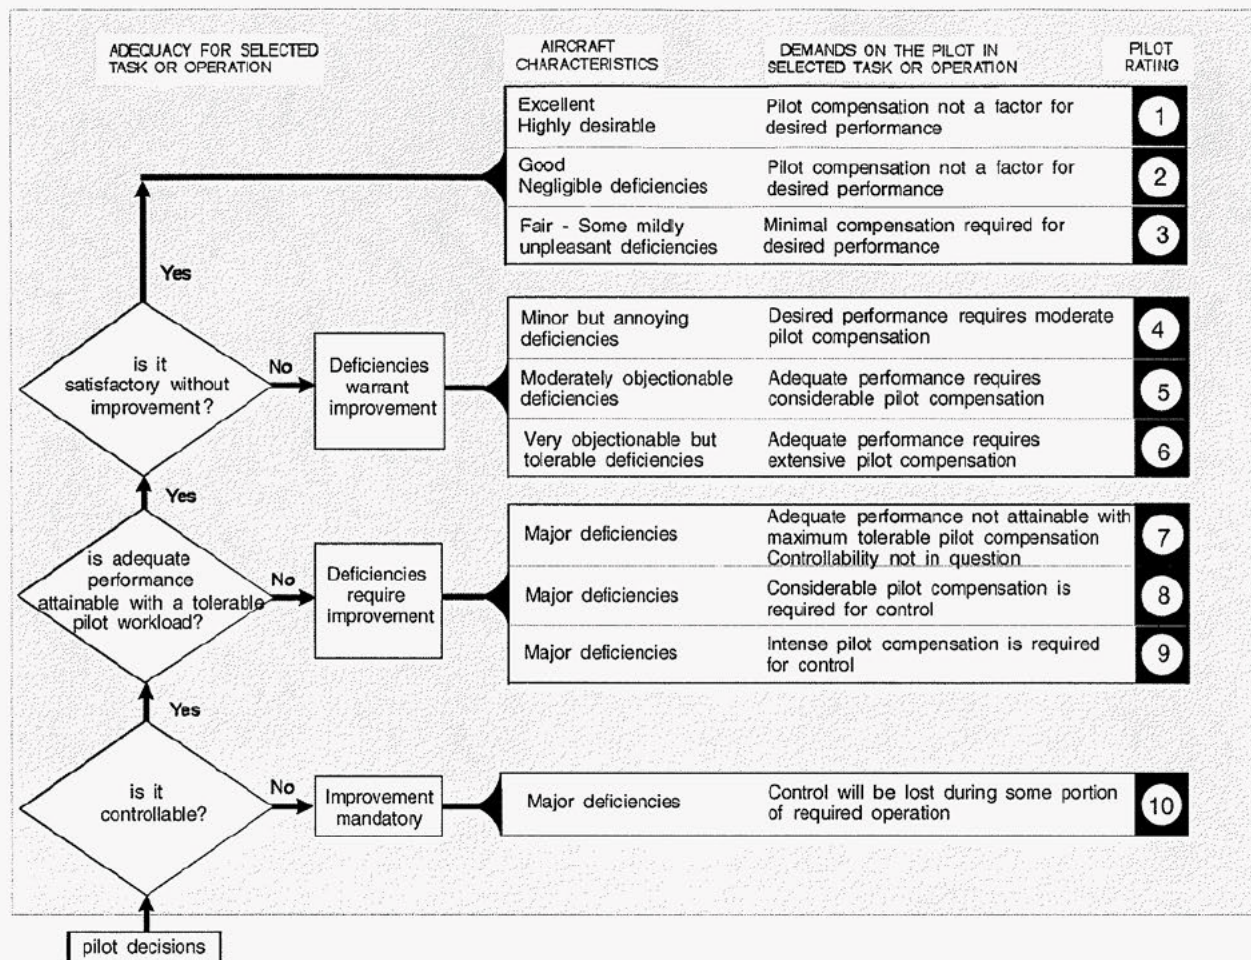 ADEQUACY FOR SELECTED
TASK OR OPERATION
AIRCRAFT
CHARACTERISTICS
DEMANDS ON THE PILOT IN
SELECTED TASK OR OPERATION
PILOT
RATING
Excellent
Highly desirable
Pilot compensation not a factor for
desired performance
1
Good
Negligible deficiencies
Pilot compensation not a factor for
desired performance
2
Fair - Some mildly
unpleasant deficiencies
Minimal compensation required for
desired performance
3
Yes
is it
satisfactory without
improvement?
No
Deficiencies
warrant
improvement
Minor but annoying
deficiencies
Desired performance requires moderate
pilot compensation
4
Moderately objectionable
deficiencies
Adequate performance requires
considerable pilot compensation
5
Very objectionable but
tolerable deficiencies
Adequate performance requires
extensive pilot compensation
6
Yes
is adequate
performance
attainable with a tolerable
pilot workload?
No
Deficiencies
require
improvement
Major deficiencies
Adequate performance not attainable with
maximum tolerable pilot compensation
Controllability not in question
7
Major deficiencies
Considerable pilot compensation is
required for control
8
Major deficiencies
Intense pilot compensation is required
for control
9
Yes
is it
controllable?
No
Improvement
mandatory
Major deficiencies
Control will be lost during some portion
of required operation
10
pilot decisions